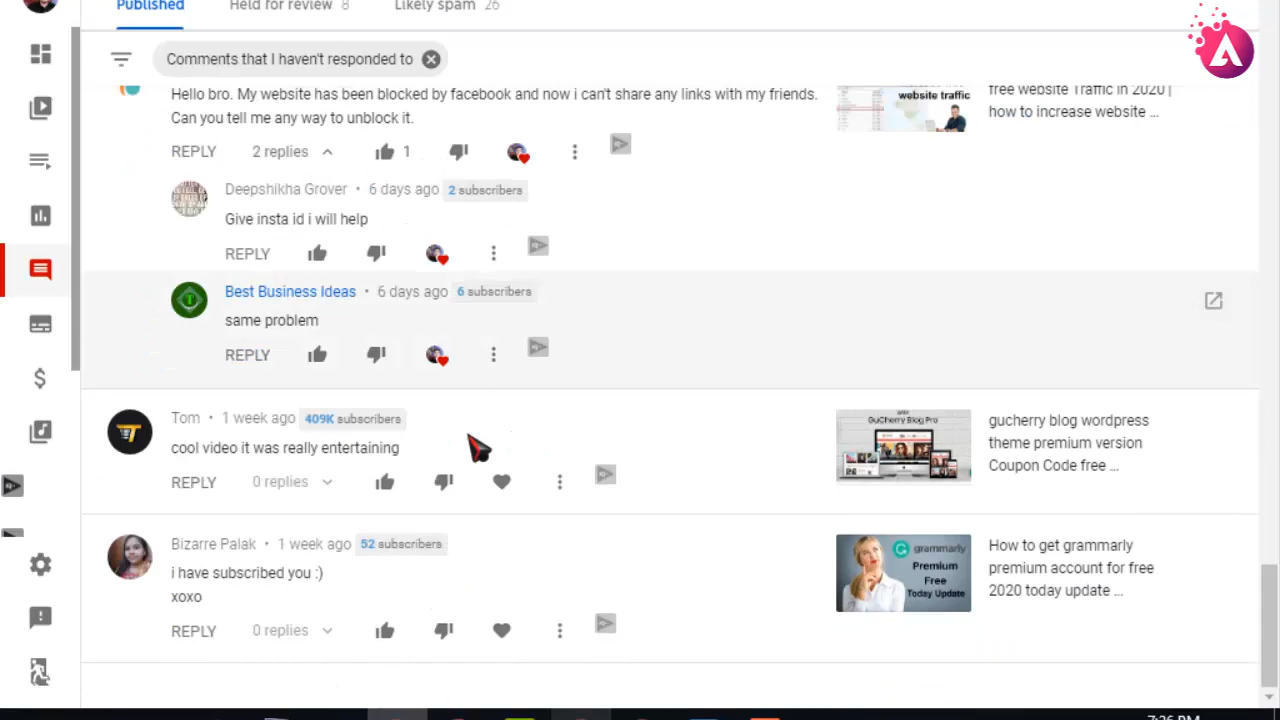 Published Held for review 8 Likely spam 26
Comments that I haven't responded to
Hello bro. My website has been blocked by facebook and now i can't share any links with my friends.
Can you tell me any way to unblock it.
REPLY 2 replies 1
website traffic
free website Traffic in 2020 |
how to increase website ...
Deepshikha Grover • 6 days ago 2 subscribers
Give insta id i will help
REPLY
Best Business Ideas • 6 days ago 6 subscribers
same problem
REPLY
Tom • 1 week ago 409K subscribers
cool video it was really entertaining
REPLY 0 replies
GuCherry Blog Pro
gucherry blog wordpress
theme premium version
Coupon Code free ...
Bizarre Palak • 1 week ago 52 subscribers
i have subscribed you :)
xoxo
REPLY 0 replies
grammarly
Premium
Free
Today Update
How to get grammarly
premium account for free
2020 today update ...
7:26 PM